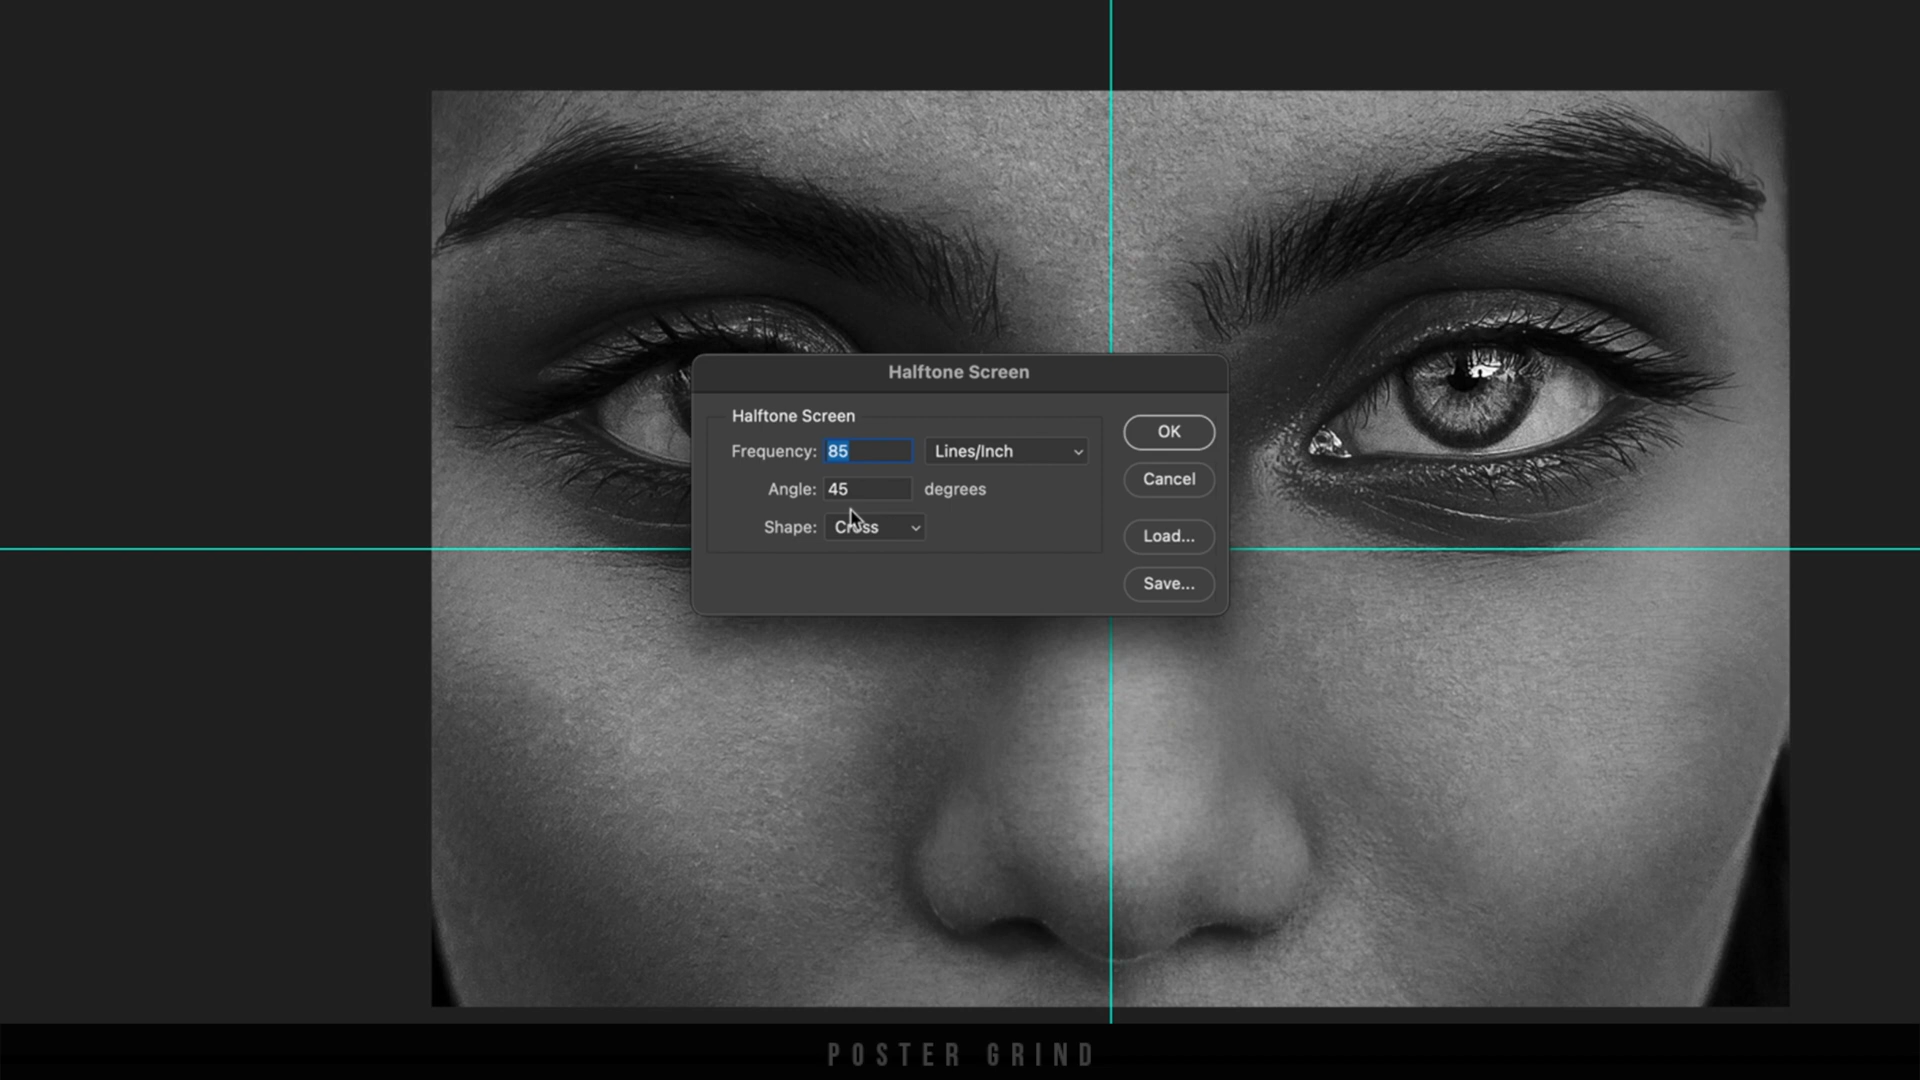 Halftone Screen
Halftone Screen
Frequency: 85 Lines/Inch
Angle: 45 degrees
Shape: Cross
OK
Cancel
Load...
Save...
POSTER GRIND